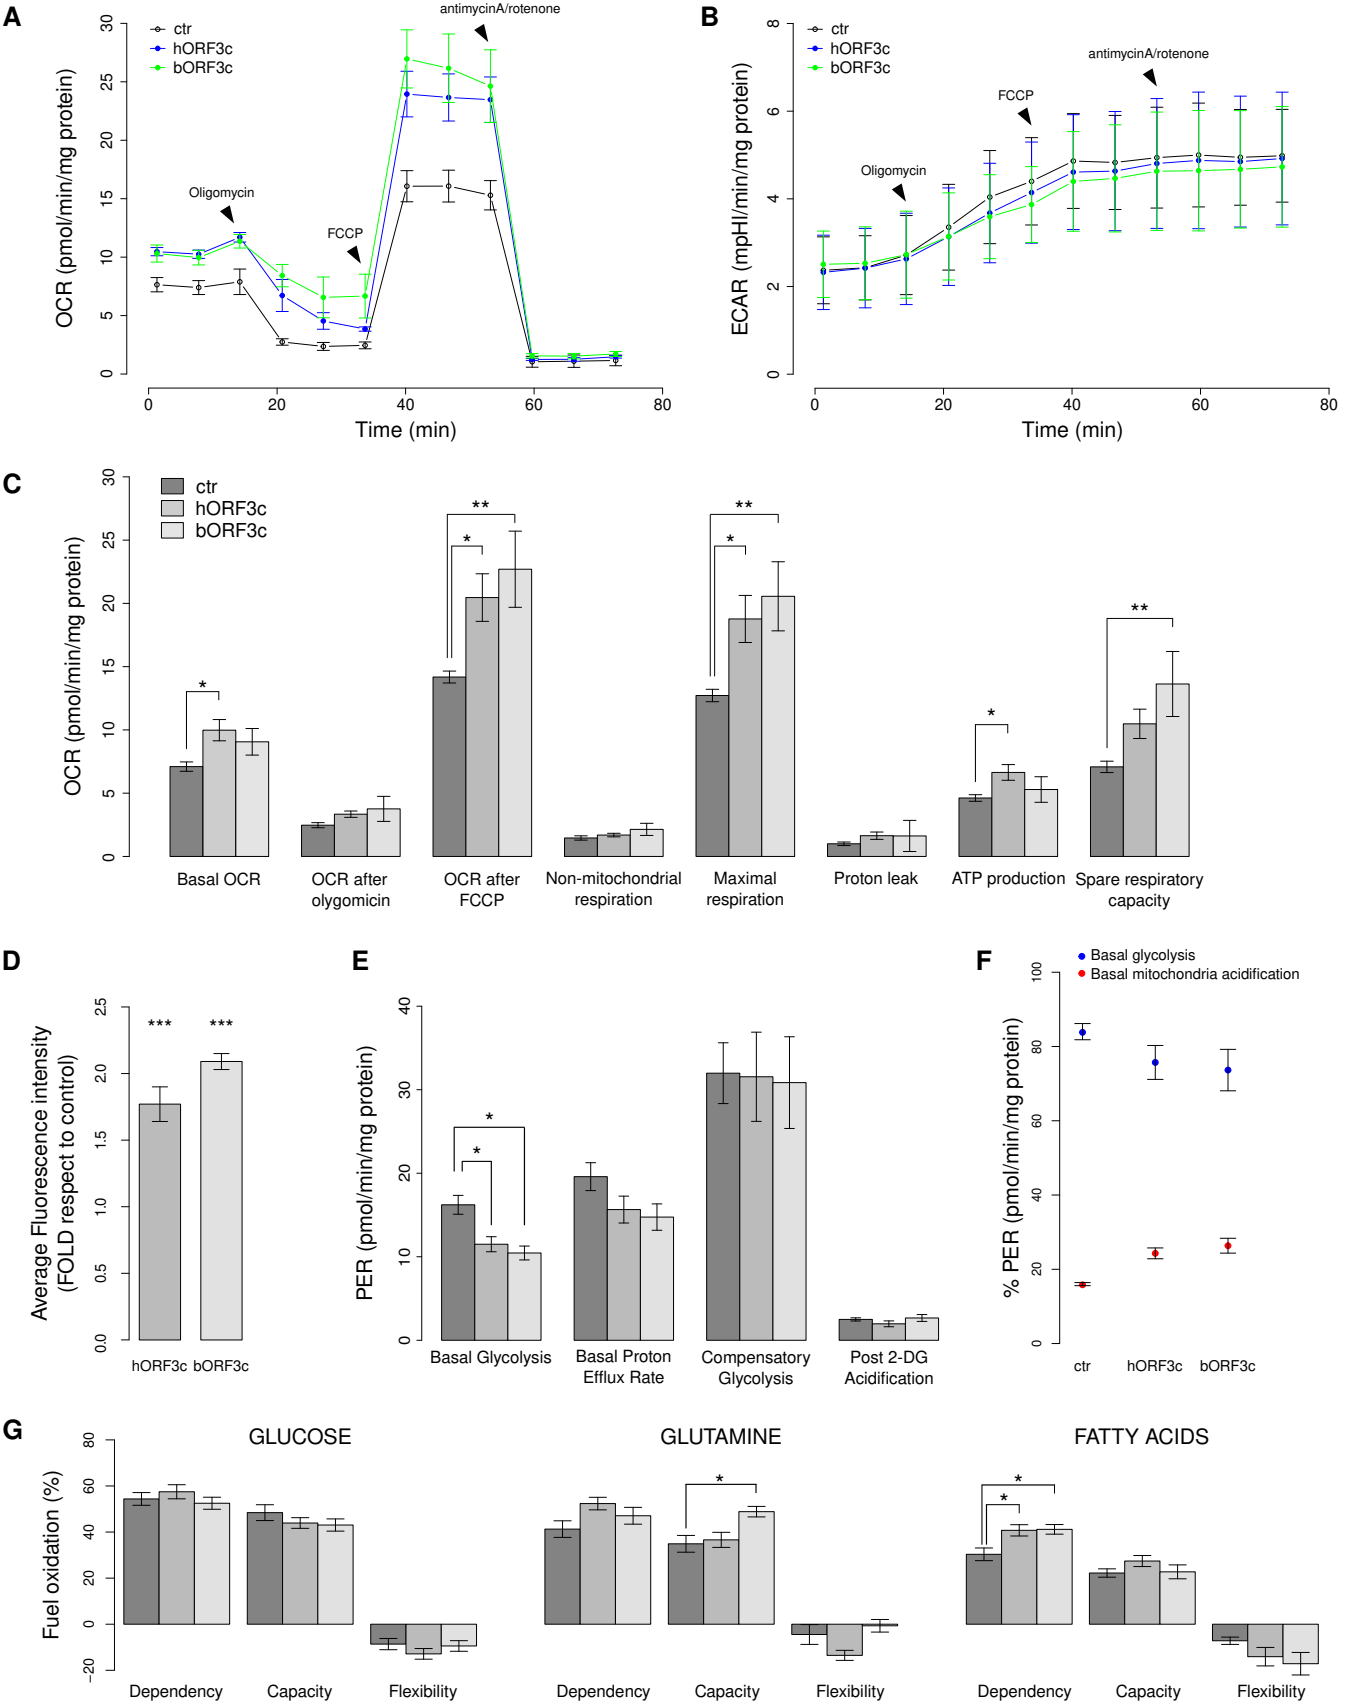 A
OCR (pmol/min/mg protein)
0
5
10
15
20
25
30
ctr
hORF3c
bORF3c
Oligomycin
FCCP
antimycinA/rotenone
0
20
40
60
80
Time (min)
B
ECAR (mpHI/min/mg protein)
0
2
4
6
8
ctr
hORF3c
bORF3c
Oligomycin
FCCP
antimycinA/rotenone
0
20
40
60
80
Time (min)
C
OCR (pmol/min/mg protein)
0
5
10
15
20
25
30
ctr
hORF3c
bORF3c
*
*
**
*
**
*
**
Basal OCR
OCR after
olygomicin
OCR after
FCCP
Non-mitochondrial
respiration
Maximal
respiration
Proton leak
ATP production
Spare respiratory
capacity
D
Average Fluorescence intensity
(FOLD respect to control)
0.0
0.5
1.0
1.5
2.0
2.5
***
***
hORF3c
bORF3c
E
PER (pmol/min/mg protein)
0
10
20
30
40
*
*
Basal Glycolysis
Basal Proton
Efflux Rate
Compensatory
Glycolysis
Post 2-DG
Acidification
F
% PER (pmol/min/mg protein)
0
20
40
60
80
100
Basal glycolysis
Basal mitochondria acidification
ctr
hORF3c
bORF3c
G
Fuel oxidation (%)
−20
0
20
40
60
80
GLUCOSE
Dependency
Capacity
Flexibility
GLUTAMINE
*
Dependency
Capacity
Flexibility
FATTY ACIDS
*
*
Dependency
Capacity
Flexibility